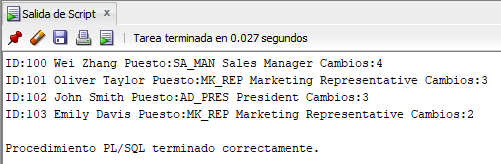 Salida de Script x
Tarea terminada en 0.027 segundos
ID:100 Wei Zhang Puesto:SA_MAN Sales Manager Cambios:4
ID:101 Oliver Taylor Puesto:MK_REP Marketing Representative Cambios:3
ID:102 John Smith Puesto:AD_PRES President Cambios:3
ID:103 Emily Davis Puesto:MK_REP Marketing Representative Cambios:2
Procedimiento PL/SQL terminado correctamente.